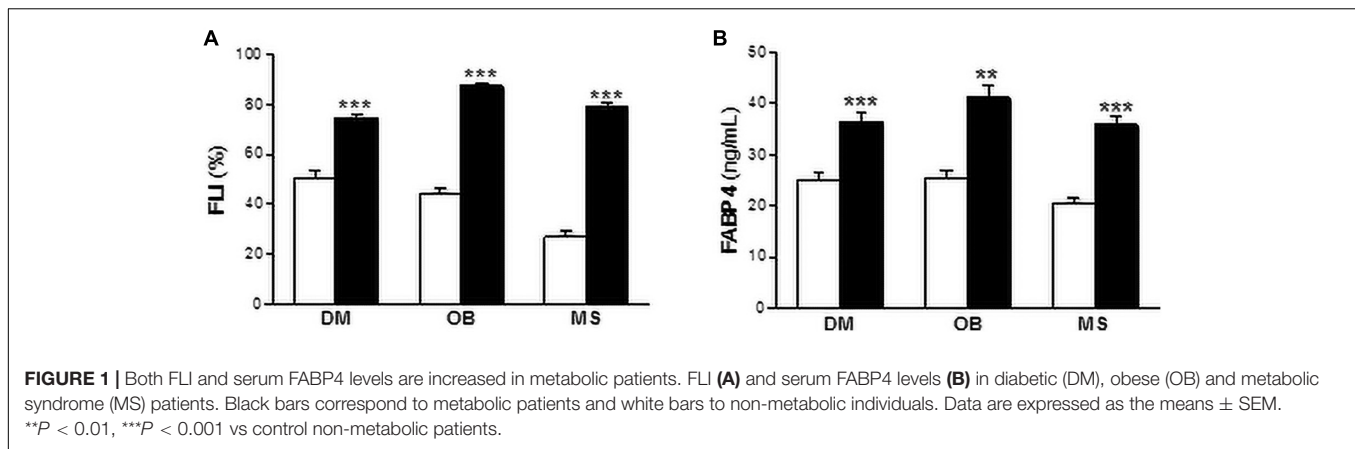 A
100
80
60
40
20
0
FLI (%)
***
***
***
DM OB MS
B
50
40
30
20
10
0
FABP4 (ng/mL)
***
**
***
DM OB MS
FIGURE 1 | Both FLI and serum FABP4 levels are increased in metabolic patients. FLI (A) and serum FABP4 levels (B) in diabetic (DM), obese (OB) and metabolic
syndrome (MS) patients. Black bars correspond to metabolic patients and white bars to non-metabolic individuals. Data are expressed as the means ± SEM.
**P < 0.01, ***P < 0.001 vs control non-metabolic patients.